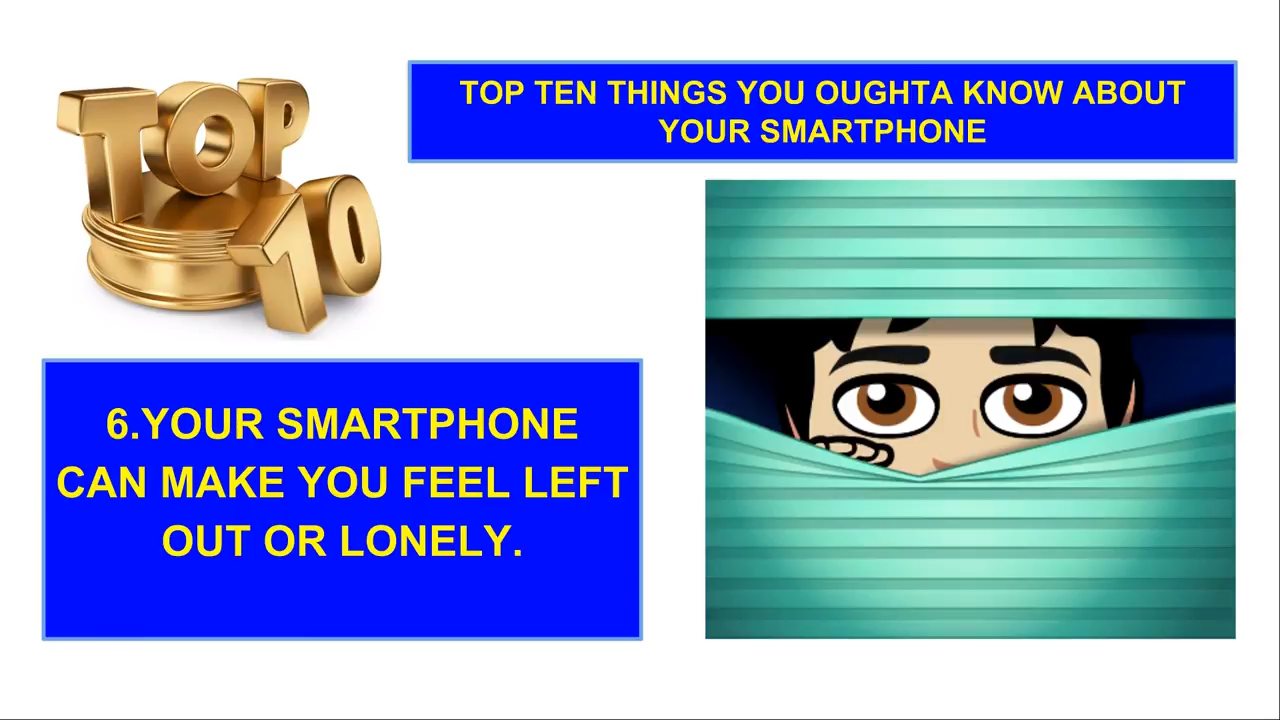 TOP
10
TOP TEN THINGS YOU OUGHTA KNOW ABOUT
YOUR SMARTPHONE
6.YOUR SMARTPHONE
CAN MAKE YOU FEEL LEFT
OUT OR LONELY.